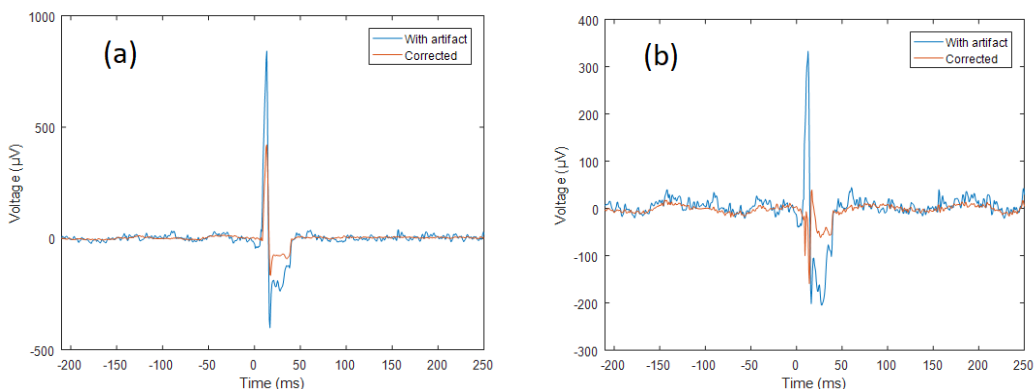 (a)
With artifact
Corrected
1000
500
0
-500
Voltage (µV)
-200 -150 -100 -50 0 50 100 150 200 250
Time (ms)
(b)
With artifact
Corrected
400
300
200
100
0
-100
-200
-300
Voltage (µV)
-200 -150 -100 -50 0 50 100 150 200 250
Time (ms)